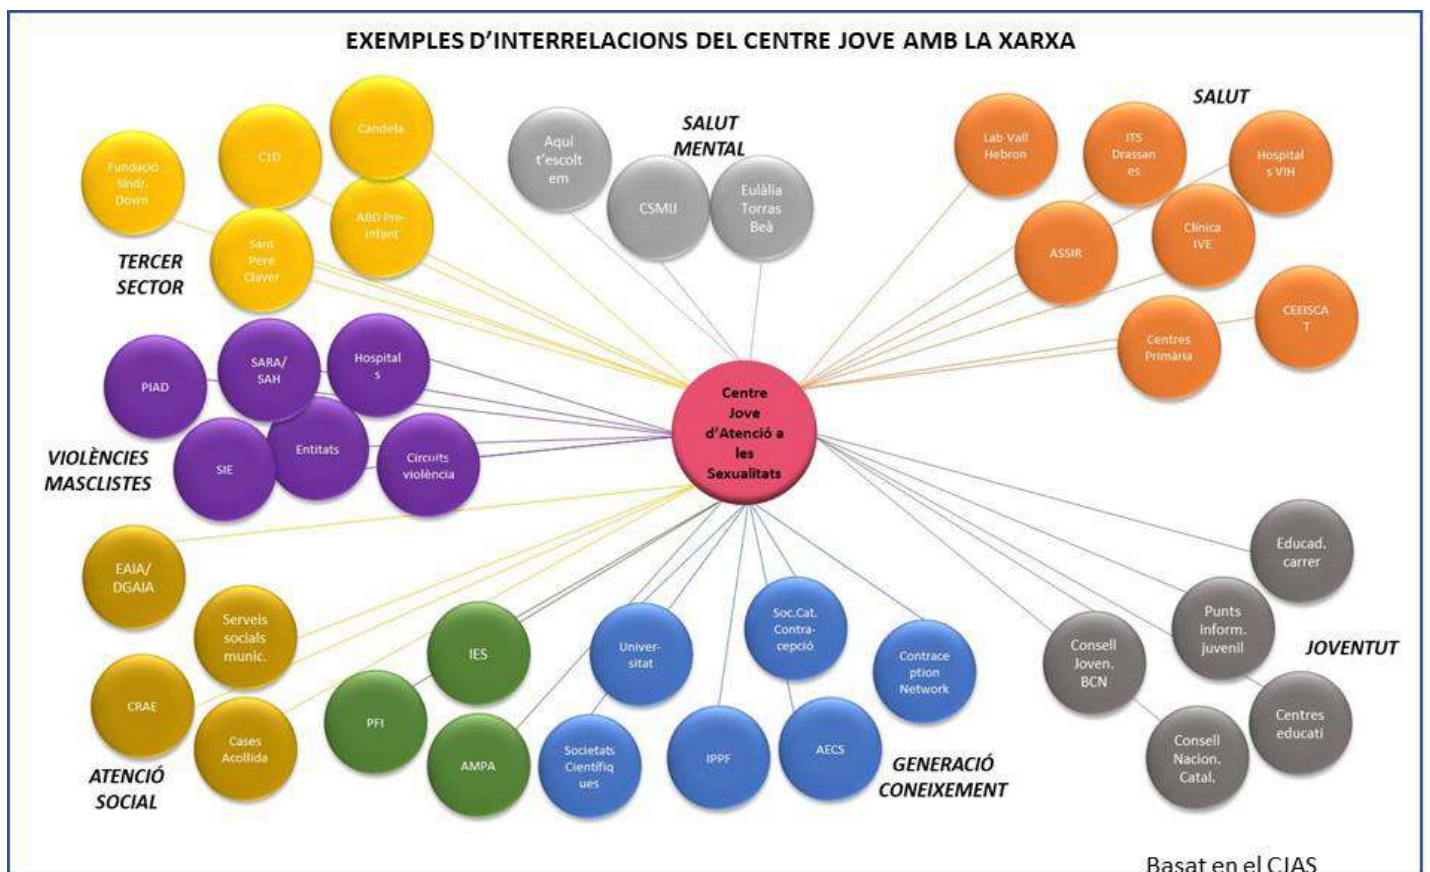 EXEMPLES D'INTERRELACIONS DEL CENTRE JOVE AMB LA XARXA
TERCER
SECTOR
Fundació
Síndr.
Down
C1D
Candela
ABD Pre-
infant
Sant
Pere
Claver
SALUT
MENTAL
Aquí
t'escolt
em
CSMIJ
Eulàlia
Torras
Beà
SALUT
Lab Vall
Hebron
ITS
Drassan
es
Hospital
s VIH
ASSIR
Clínica
IVE
Centres
Primària
CEEISCA
T
VIOLÈNCIES
MASCLISTES
PIAD
SARA/
SAH
Hospital
s
SIE
Entitats
Circuits
violència
Centre
Jove
d'Atenció a
les
Sexualitats
ATENCIÓ
SOCIAL
EAIA/
DGAIA
Serveis
socials
munic.
CRAE
Cases
Acollida
IES
PFI
AMPA
GENERACIÓ
CONEIXEMENT
Univer-
sitat
Soc.Cat.
Contra-
cepció
Contrace
ption
Network
Societats
Científiq
ues
IPPF
AECS
JOVENTUT
Educad.
carrer
Punts
inform.
juvenil
Consell
Joven.
BCN
Centres
educati
Consell
Nacion.
Catal.
Basat en el CJAS